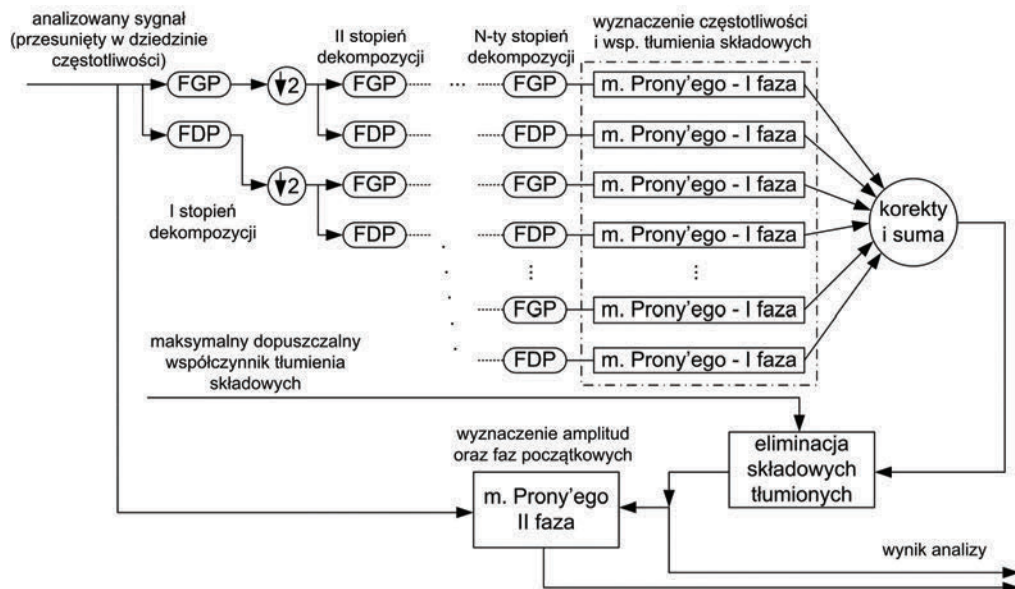 analizowany sygnał
(przesunięty w dziedzinie
częstotliwości)
II stopień
dekompozycji
N-ty stopień
dekompozycji
wyznaczenie częstotliwości
i wsp. tłumienia składowych
FGP
↓2
FGP
...
FGP
m. Prony'ego - I faza
FDP
FDP
FDP
m. Prony'ego - I faza
↓2
FGP
FGP
m. Prony'ego - I faza
I stopień
dekompozycji
FDP
FDP
m. Prony'ego - I faza
korekty
i suma
FGP
m. Prony'ego - I faza
FDP
m. Prony'ego - I faza
maksymalny dopuszczalny
współczynnik tłumienia
składowych
wyznaczenie amplitud
oraz faz początkowych
eliminacja
składowych
tłumionych
m. Prony'ego
II faza
wynik analizy